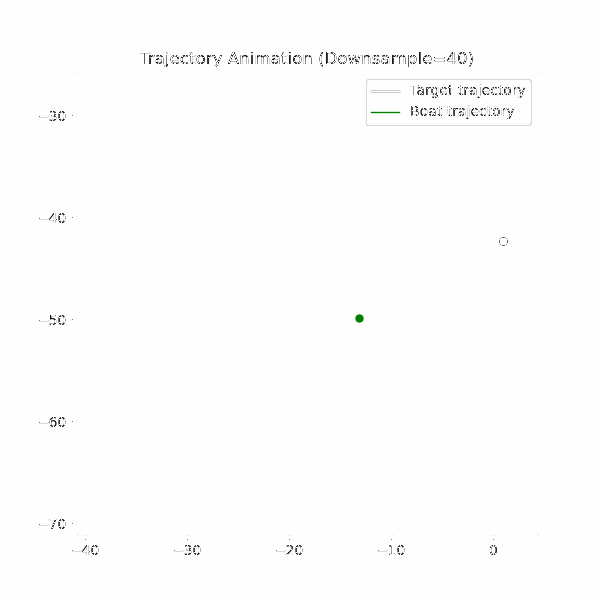 Trajectory Animation (Downsample=40)
Target trajectory
Boat trajectory
−30
−40
−50
−60
−70
−40 −30 −20 −10 0